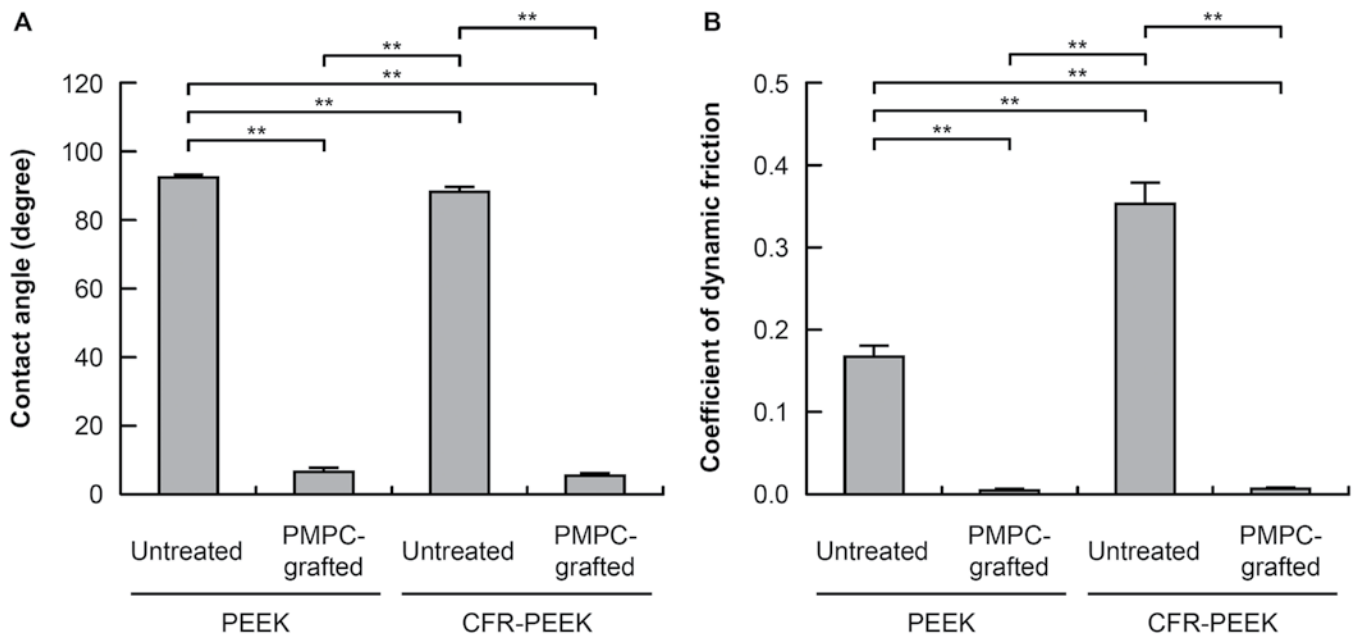 A
**
**
**
**
**
120
100
80
60
40
20
0
Contact angle (degree)
Untreated
PMPC-
grafted
Untreated
PMPC-
grafted
PEEK
CFR-PEEK
B
**
**
**
**
**
0.5
0.4
0.3
0.2
0.1
0.0
Coefficient of dynamic friction
Untreated
PMPC-
grafted
Untreated
PMPC-
grafted
PEEK
CFR-PEEK